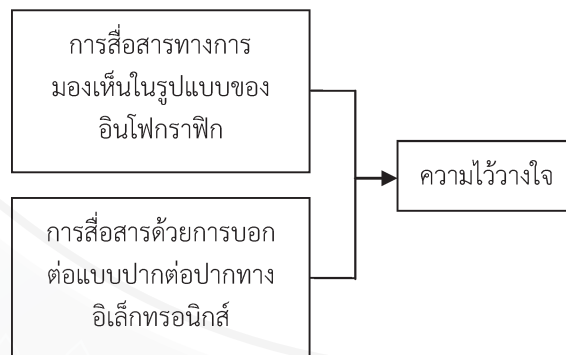 การสื่อสารทางการ
มองเห็นในรูปแบบของ
อินโฟกราฟิก
ความไว้วางใจ
การสื่อสารด้วยการบอก
ต่อแบบปากต่อปากทาง
อิเล็กทรอนิกส์